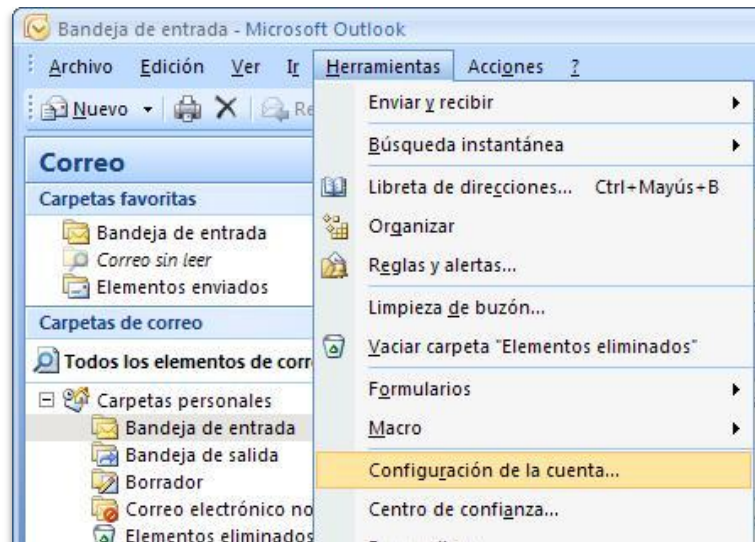 Bandeja de entrada - Microsoft Outlook
Archivo Edición Ver Ir Herramientas Acciones ?
Nuevo Re
Enviar y recibir
Búsqueda instantánea
Libreta de direcciones... Ctrl+Mayús+B
Organizar
Reglas y alertas...
Limpieza de buzón...
Vaciar carpeta "Elementos eliminados"
Formularios
Macro
Configuración de la cuenta...
Centro de confianza...
Correo
Carpetas favoritas
Bandeja de entrada
Correo sin leer
Elementos enviados
Carpetas de correo
Todos los elementos de corr
Carpetas personales
Bandeja de entrada
Bandeja de salida
Borrador
Correo electrónico no
Elementos eliminados